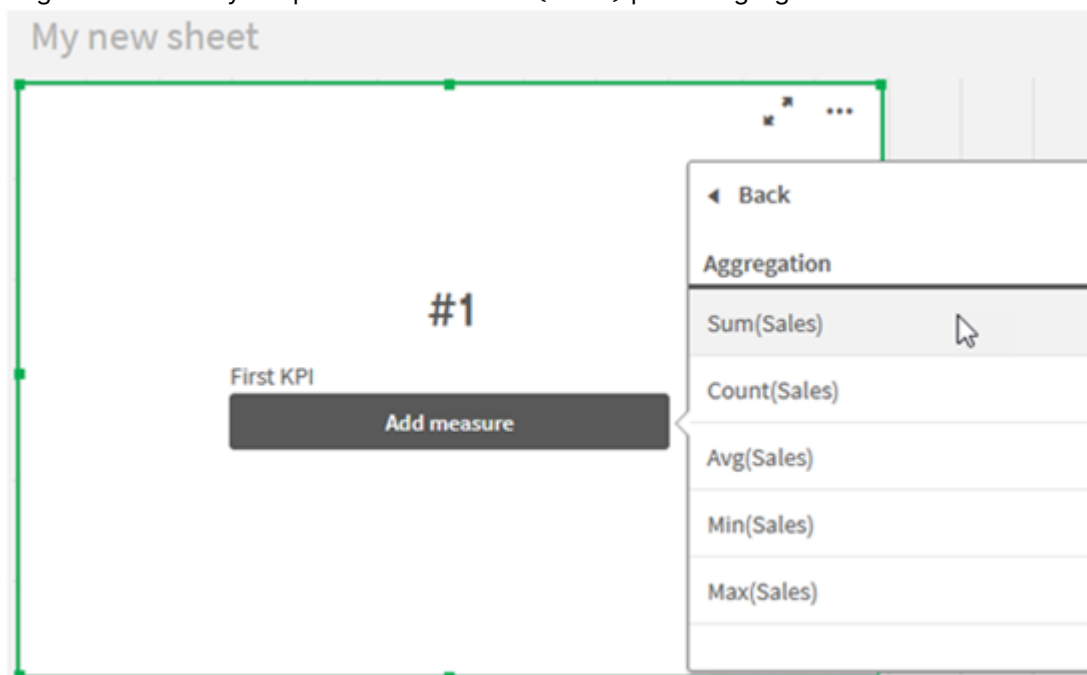 My new sheet
Back
Aggregation
#1
Sum(Sales)
First KPI
Count(Sales)
Add measure
Avg(Sales)
Min(Sales)
Max(Sales)